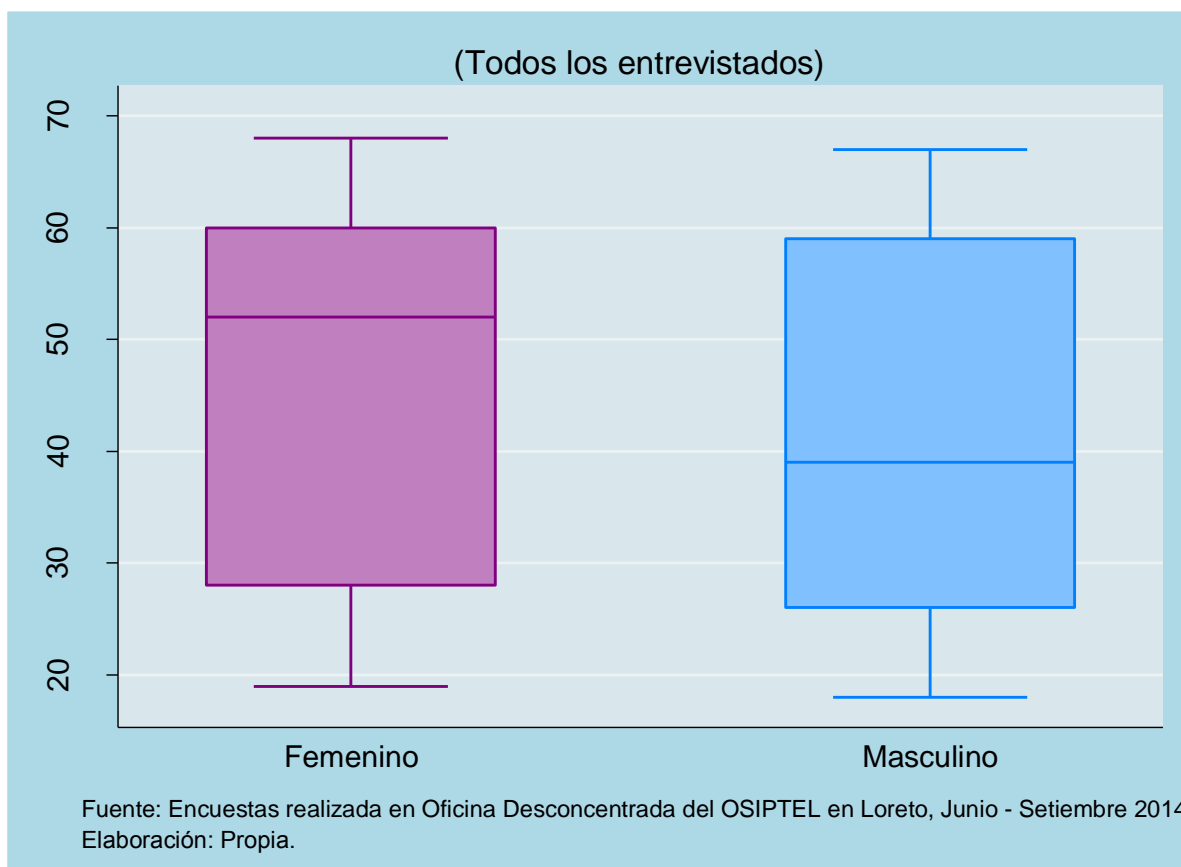 (Todos los entrevistados)
70
60
50
40
30
20
Femenino Masculino
Fuente: Encuestas realizada en Oficina Desconcentrada del OSIPTEL en Loreto, Junio - Setiembre 2014
Elaboración: Propia.